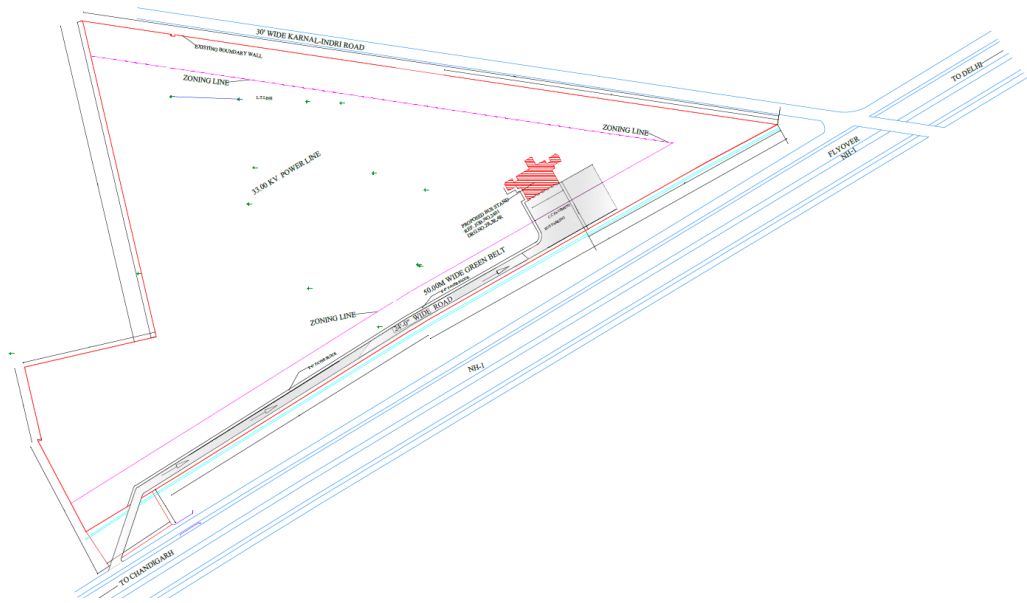 30' WIDE KARNAL-INDRI ROAD
EXISTING BOUNDARY WALL
TO DELHI
ZONING LINE
ZONING LINE
FLYOVER
NH-1
33.00 KV POWER LINE
PROPOSED BUS STAND
50.00M WIDE GREEN BELT
ZONING LINE
24'-0" WIDE ROAD
NH-1
TO CHANDIGARH